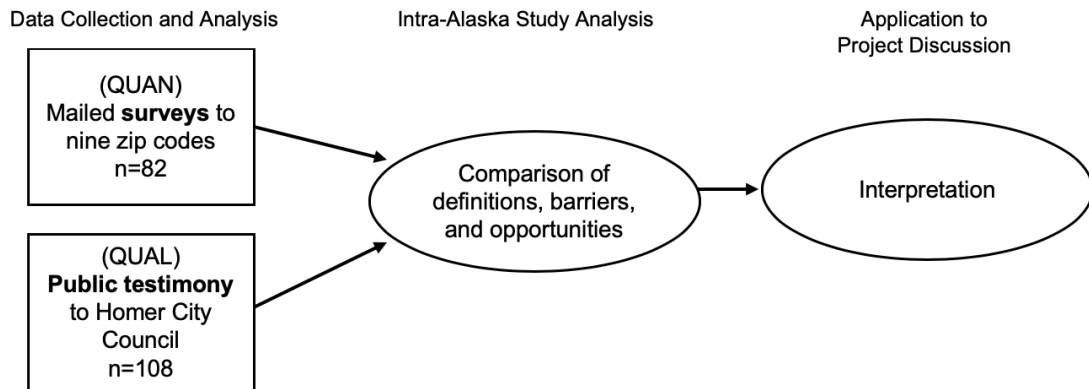 Data Collection and Analysis
Intra-Alaska Study Analysis
Application to
Project Discussion
(QUAN)
Mailed surveys to
nine zip codes
n=82
(QUAL)
Public testimony
to Homer City
Council
n=108
Comparison of
definitions, barriers,
and opportunities
Interpretation